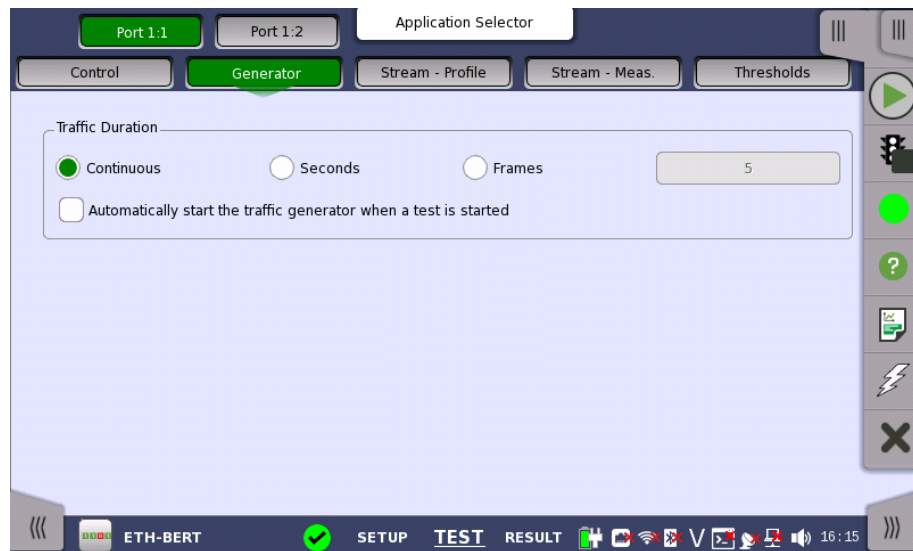 Port 1:1
Port 1:2
Application Selector
Control
Generator
Stream - Profile
Stream - Meas.
Thresholds
Traffic Duration
Continuous
Seconds
Frames
5
Automatically start the traffic generator when a test is started
ETH-BERT
SETUP
TEST
RESULT
V
16:15